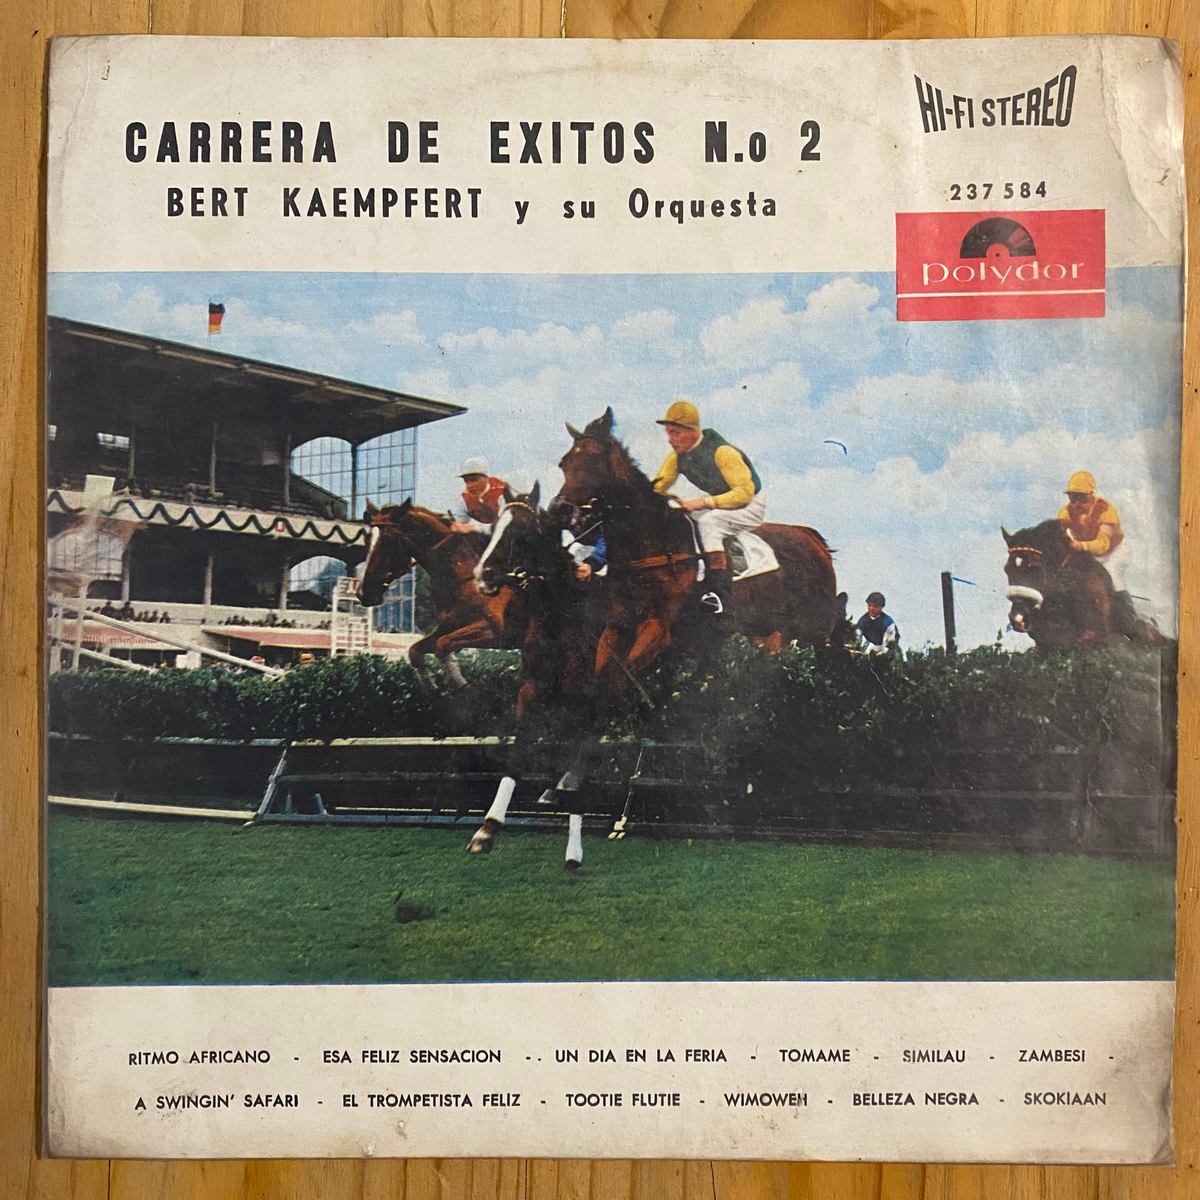 HI-FI STEREO
CARRERA DE EXITOS N.o 2
BERT KAEMPFERT y su Orquesta
237 584
polydor
RITMO AFRICANO - ESA FELIZ SENSACION - . UN DIA EN LA FERIA - TOMAME - SIMILAU - ZAMBESI -
A SWINGIN' SAFARI - EL TROMPETISTA FELIZ - TOOTIE FLUTIE - WIMOWEH - BELLEZA NEGRA - SKOKIAAN